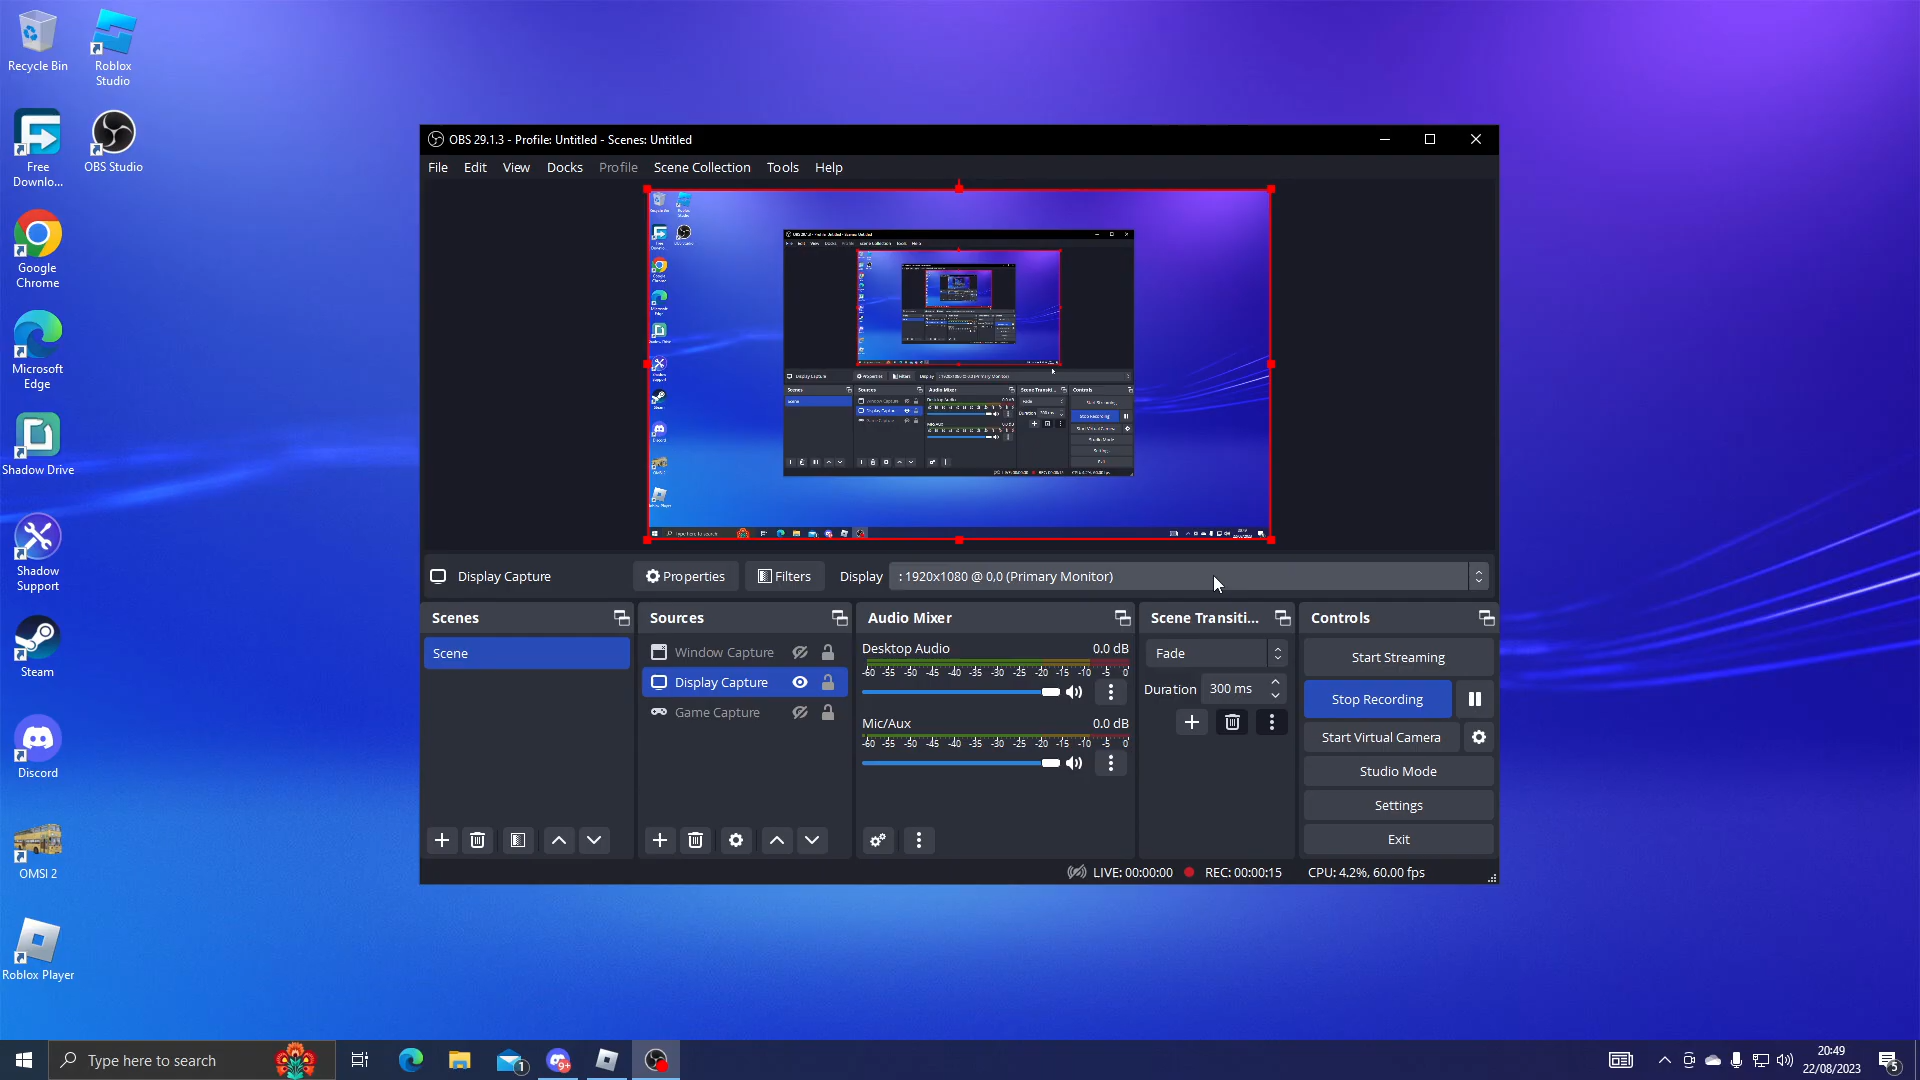 Recycle Bin
Roblox
Studio
Free
Downlo...
OBS Studio
Google
Chrome
Microsoft
Edge
Shadow Drive
Shadow
Support
Steam
Discord
OMSI 2
Roblox Player
OBS 29.1.3 - Profile: Untitled - Scenes: Untitled
File Edit View Docks Profile Scene Collection Tools Help
Display Capture Properties Filters Display : 1920x1080 @ 0,0 (Primary Monitor)
Scenes
Scene
Sources
Window Capture
Display Capture
Game Capture
Audio Mixer
Desktop Audio 0.0 dB
-60 -55 -50 -45 -40 -35 -30 -25 -20 -15 -10 -5 0
Mic/Aux 0.0 dB
-60 -55 -50 -45 -40 -35 -30 -25 -20 -15 -10 -5 0
Scene Transiti...
Fade
Duration 300 ms
Controls
Start Streaming
Stop Recording
Start Virtual Camera
Studio Mode
Settings
Exit
LIVE: 00:00:00 REC: 00:00:15 CPU: 4.2%, 60.00 fps
Type here to search
1
9+
20:49
22/08/2023
5